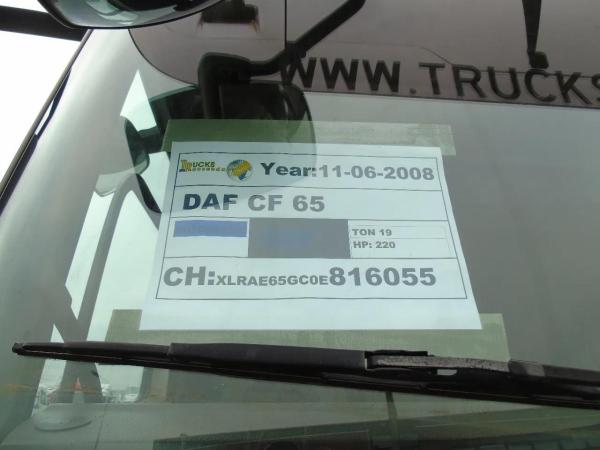 WWW.TRUCKS
TRUCKS
Year:11-06-2008
DAF CF 65
TON 19
HP: 220
CH:XLRAE65GC0E816055